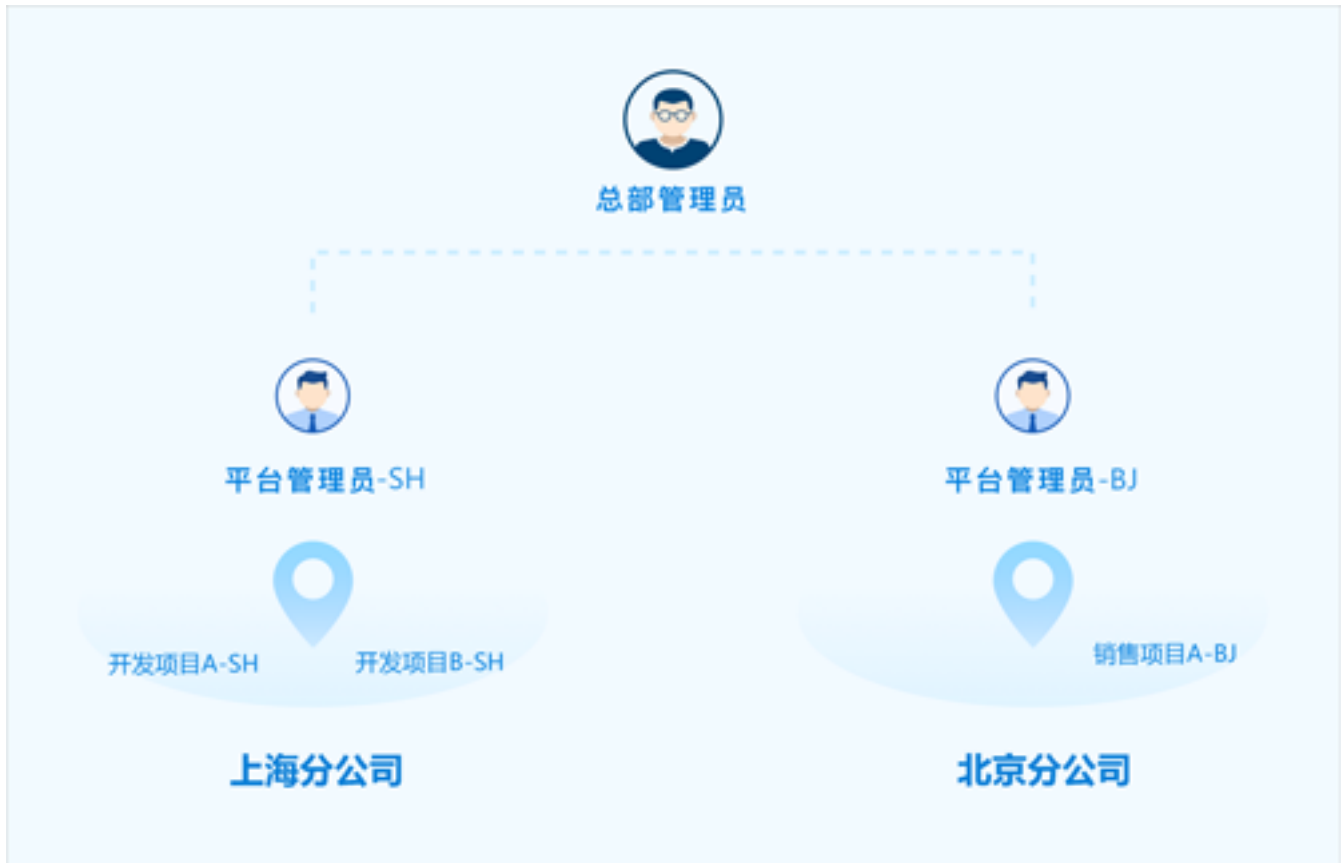 总部管理员
平台管理员-SH
平台管理员-BJ
开发项目A-SH
开发项目B-SH
销售项目A-BJ
上海分公司
北京分公司